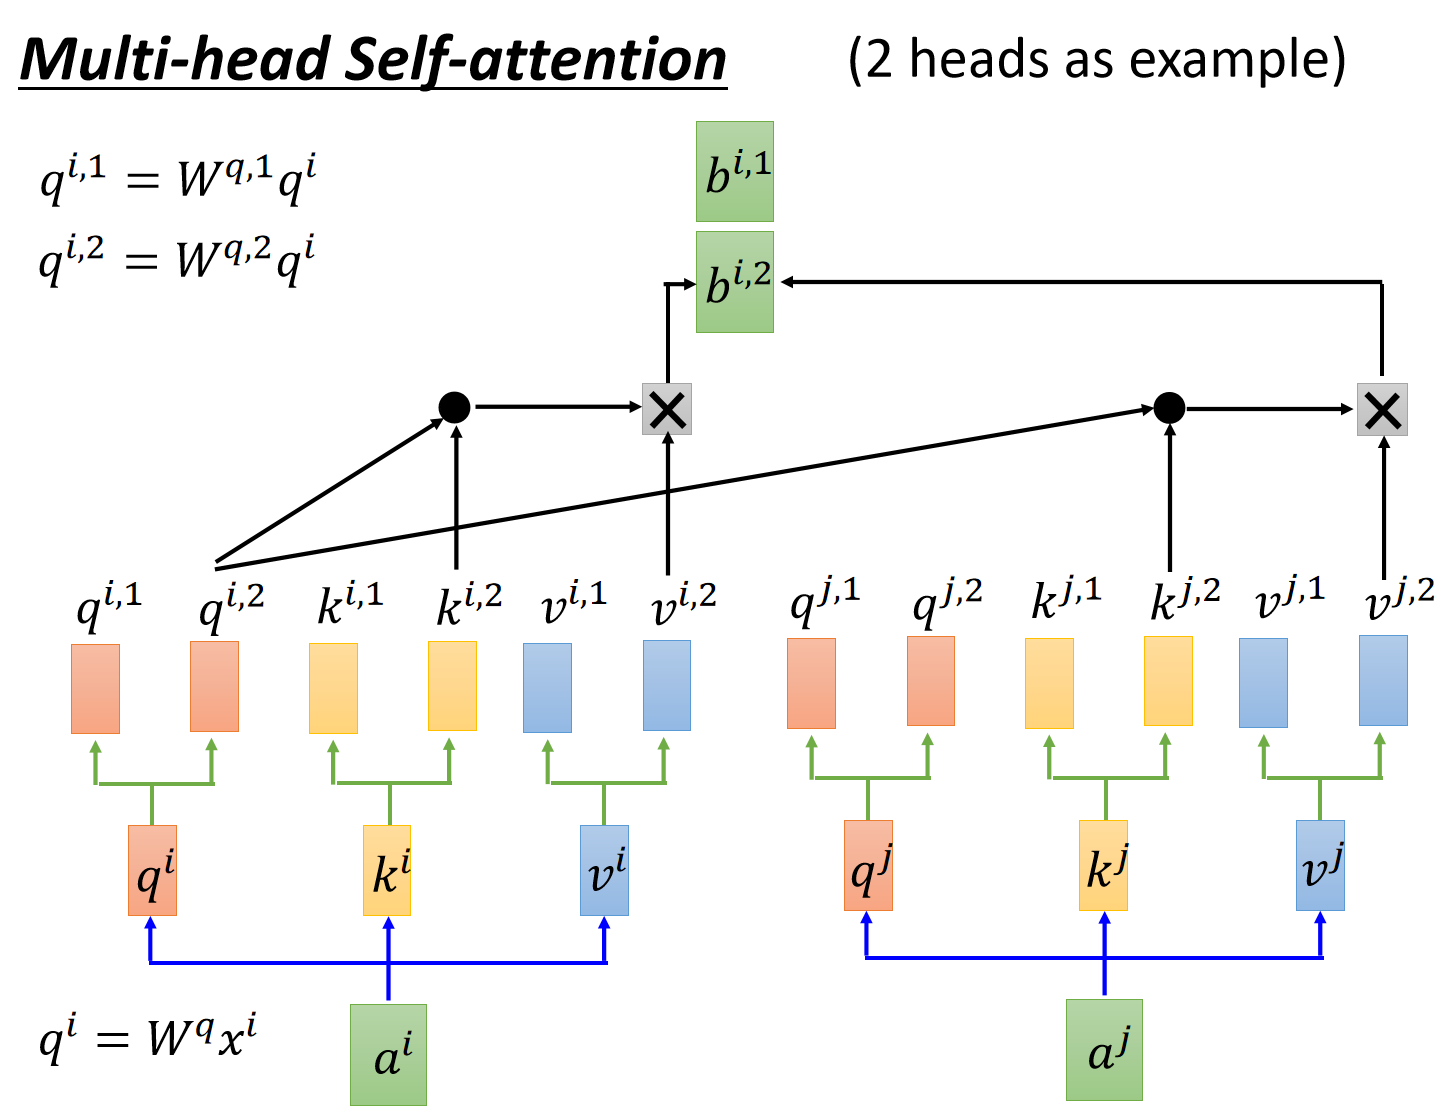 Multi-head Self-attention (2 heads as example)
q^{i,1} = W^{q,1}q^i
q^{i,2} = W^{q,2}q^i
b^{i,1}
b^{i,2}
q^{i,1} q^{i,2} k^{i,1} k^{i,2} v^{i,1} v^{i,2} q^{j,1} q^{j,2} k^{j,1} k^{j,2} v^{j,1} v^{j,2}
q^i k^i v^i q^j k^j v^j
q^i = W^q x^i
a^i a^j